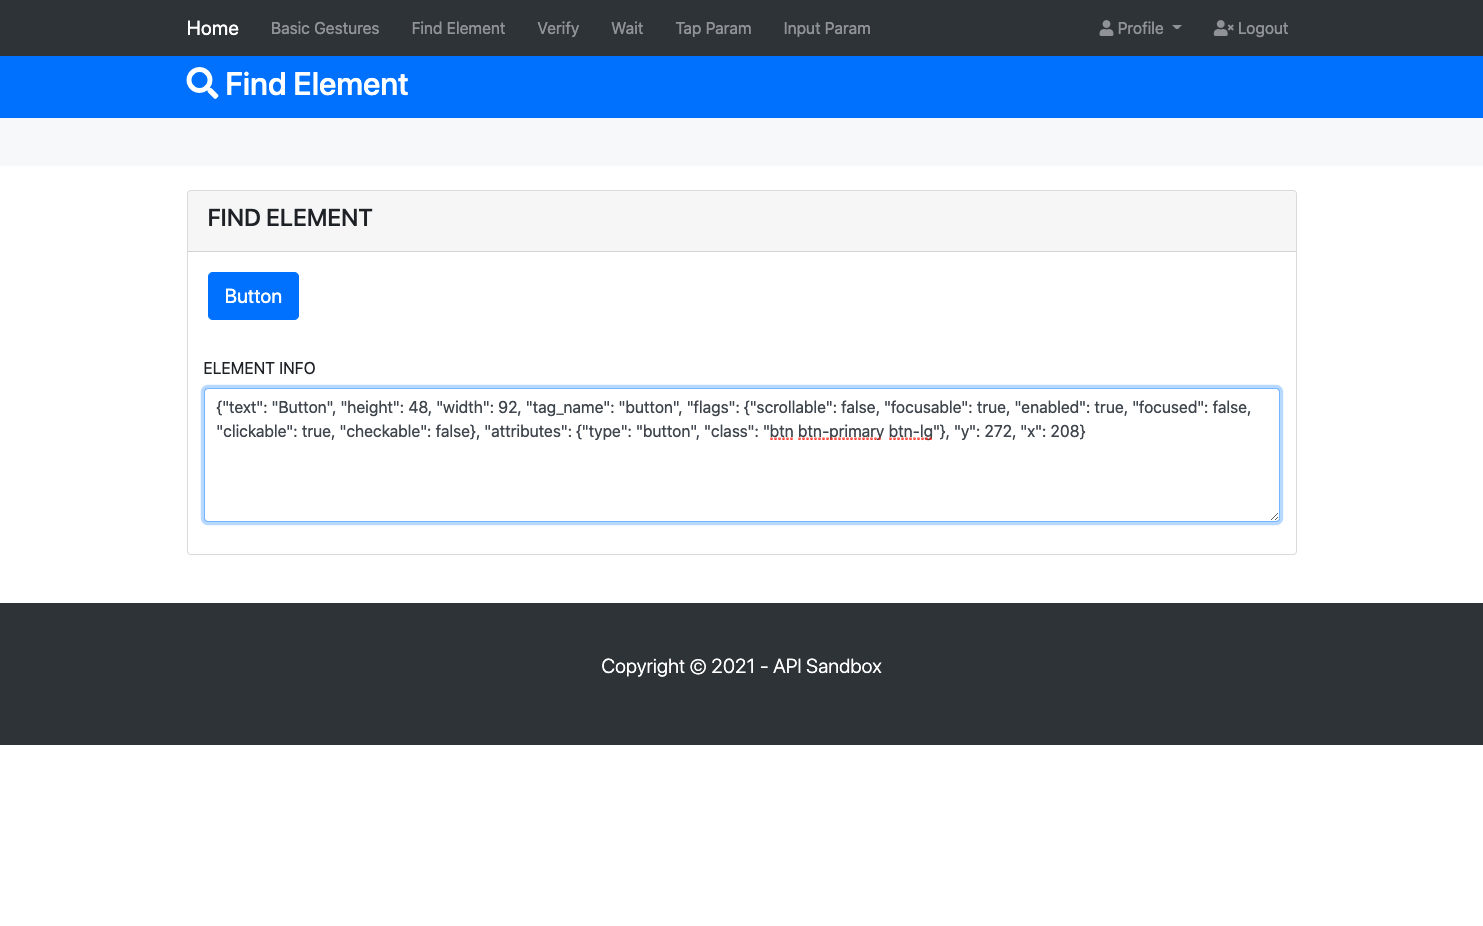 Home Basic Gestures Find Element Verify Wait Tap Param Input Param Profile Logout
Find Element
FIND ELEMENT
Button
ELEMENT INFO
{"text": "Button", "height": 48, "width": 92, "tag_name": "button", "flags": {"scrollable": false, "focusable": true, "enabled": true, "focused": false,
"clickable": true, "checkable": false}, "attributes": {"type": "button", "class": "btn btn-primary btn-lg"}, "y": 272, "x": 208}
Copyright © 2021 - API Sandbox